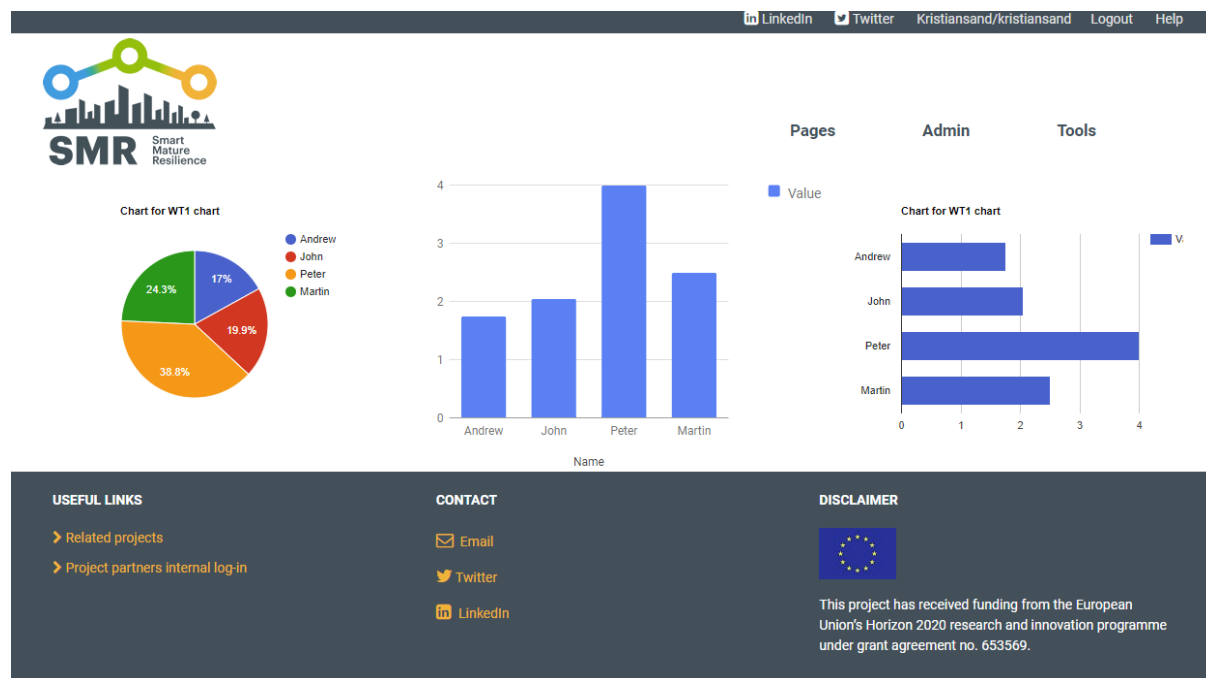 LinkedIn Twitter Kristiansand/kristiansand Logout Help
SMR Smart
Mature
Resilience
Pages Admin Tools
Chart for WT1 chart
Andrew
John
Peter
Martin
17%
19.9%
38.8%
24.3%
4
3
2
1
0
Andrew John Peter Martin
Name
Value
Chart for WT1 chart
Andrew
John
Peter
Martin
0 1 2 3 4
USEFUL LINKS
Related projects
Project partners internal log-in
CONTACT
Email
Twitter
LinkedIn
DISCLAIMER
This project has received funding from the European
Union's Horizon 2020 research and innovation programme
under grant agreement no. 653569.